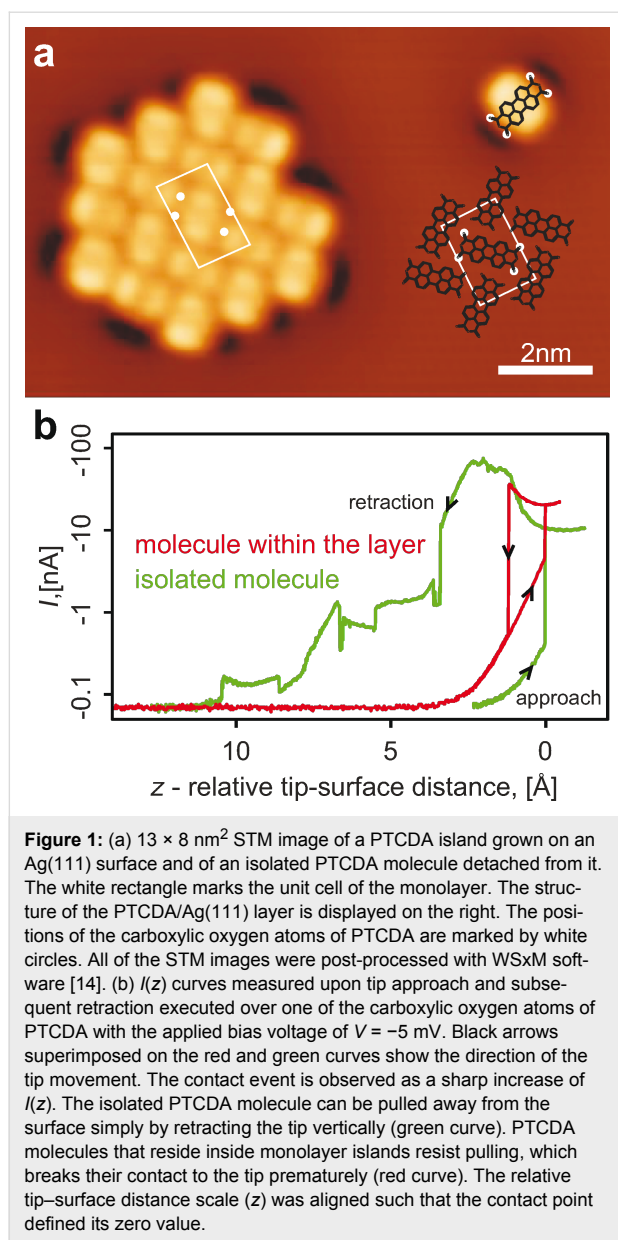 a
2nm
b
-100
-10
-1
-0.1
I,[nA]
retraction
molecule within the layer
isolated molecule
approach
10
5
0
z - relative tip-surface distance, [Å]
Figure 1: (a) 13 × 8 nm² STM image of a PTCDA island grown on an
Ag(111) surface and of an isolated PTCDA molecule detached from it.
The white rectangle marks the unit cell of the monolayer. The struc-
ture of the PTCDA/Ag(111) layer is displayed on the right. The posi-
tions of the carboxylic oxygen atoms of PTCDA are marked by white
circles. All of the STM images were post-processed with WSxM soft-
ware [14]. (b) I(z) curves measured upon tip approach and subse-
quent retraction executed over one of the carboxylic oxygen atoms of
PTCDA with the applied bias voltage of V = −5 mV. Black arrows
superimposed on the red and green curves show the direction of the
tip movement. The contact event is observed as a sharp increase of
I(z). The isolated PTCDA molecule can be pulled away from the
surface simply by retracting the tip vertically (green curve). PTCDA
molecules that reside inside monolayer islands resist pulling, which
breaks their contact to the tip prematurely (red curve). The relative
tip–surface distance scale (z) was aligned such that the contact point
defined its zero value.